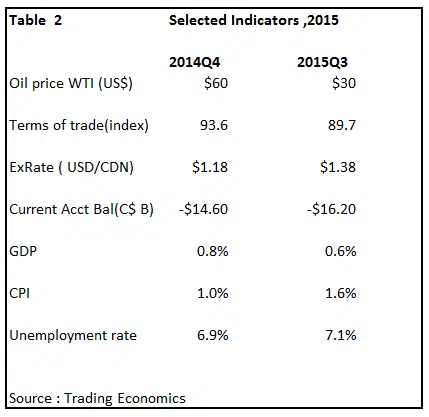 Table 2 Selected Indicators ,2015
2014Q4 2015Q3
Oil price WTI (US$) $60 $30
Terms of trade(index) 93.6 89.7
ExRate ( USD/CDN) $1.18 $1.38
Current Acct Bal(C$ B) -$14.60 -$16.20
GDP 0.8% 0.6%
CPI 1.0% 1.6%
Unemployment rate 6.9% 7.1%
Source : Trading Economics